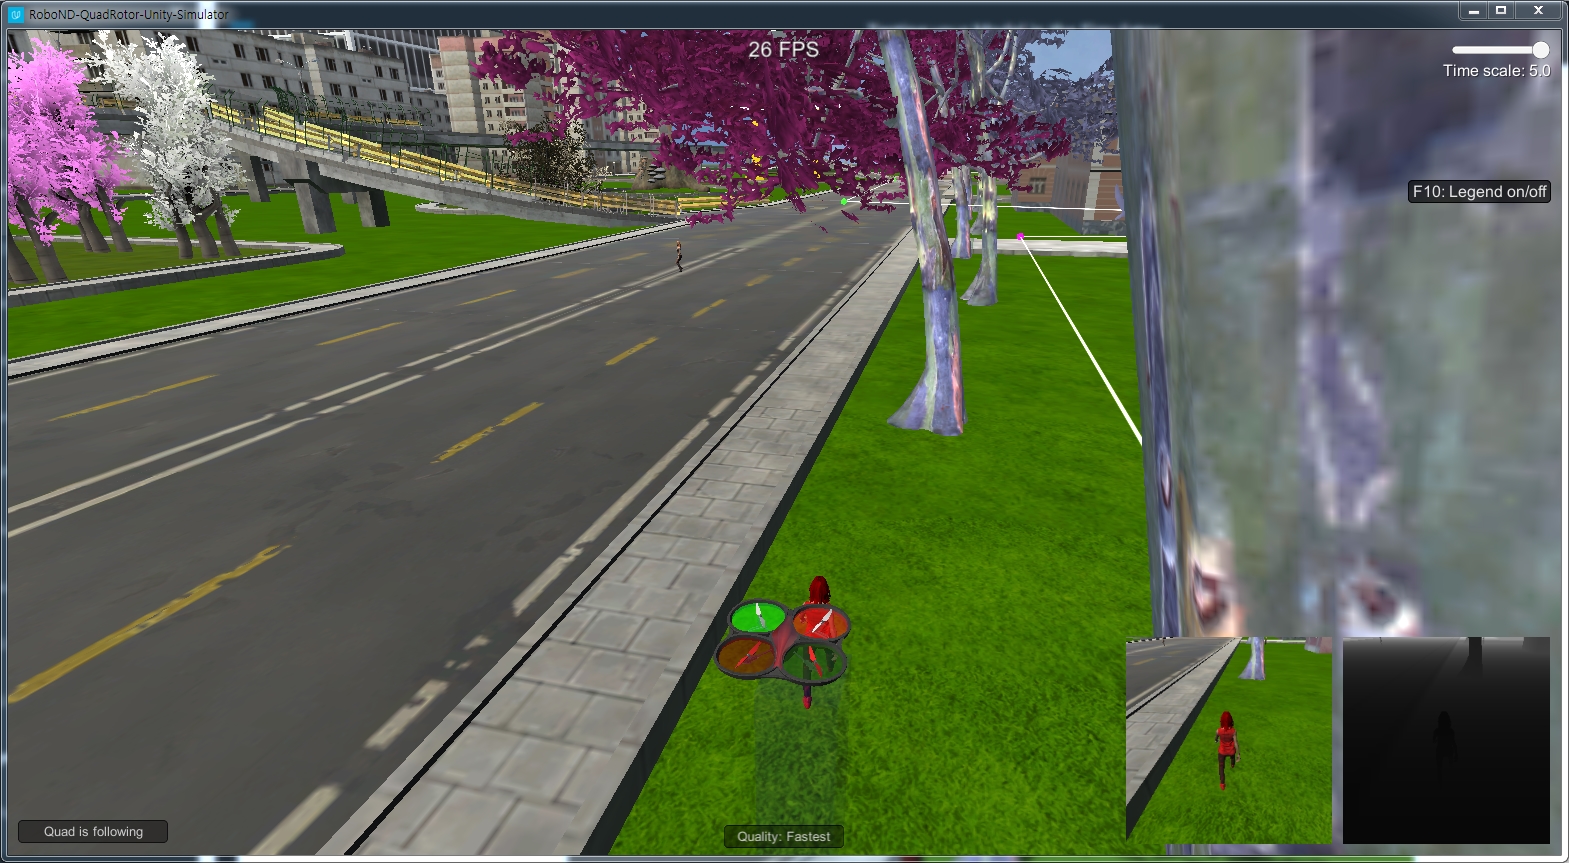 RoboND-QuadRotor-Unity-Simulator
26 FPS
Time scale: 5.0
F10: Legend on/off
Quad is following
Quality: Fastest